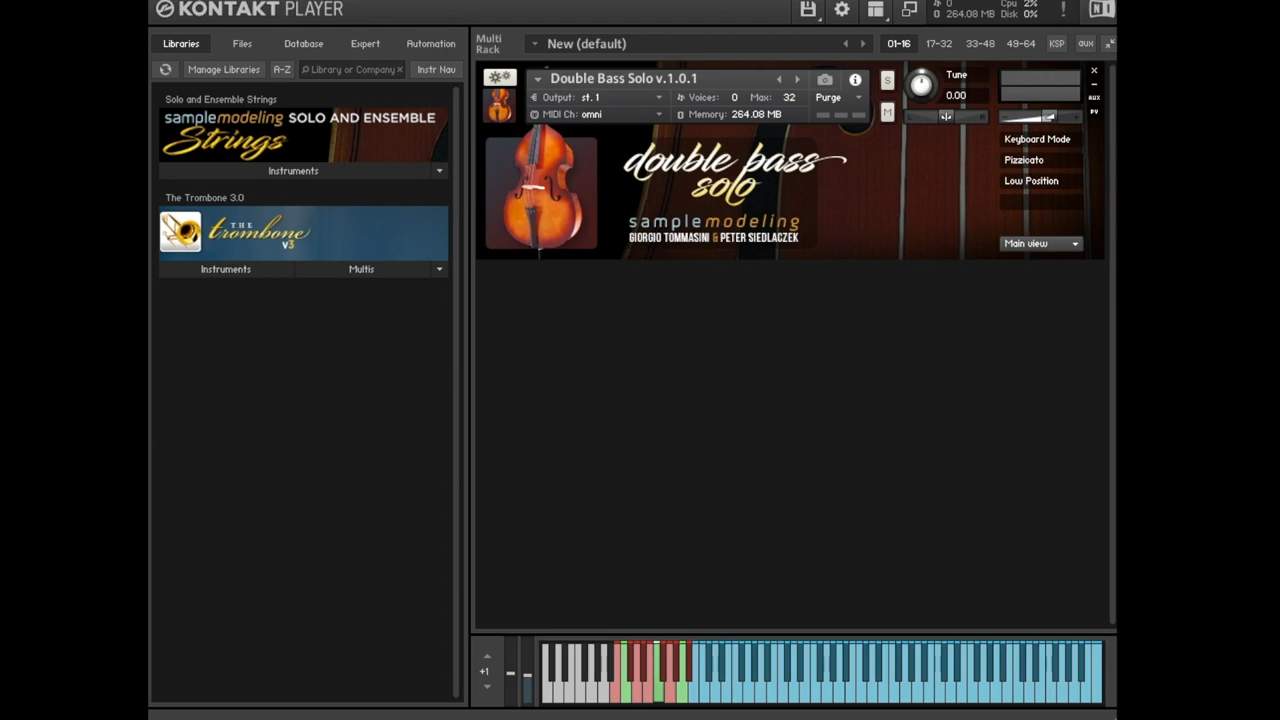 KONTAKT PLAYER
0
264.08 MB
Cpu 2%
Disk 0%
!
NI
Libraries
Files
Database
Expert
Automation
Manage Libraries
A-Z
Library or Company ×
Instr Nav
Solo and Ensemble Strings
samplemodeling SOLO AND ENSEMBLE
Strings
Instruments
The Trombone 3.0
THE
trombone
v3
Instruments
Multis
Multi
Rack
New (default)
01-16
17-32
33-48
49-64
KSP
aux
Double Bass Solo v.1.0.1
Output: st. 1
Voices: 0 Max: 32
Purge
MIDI Ch: omni
Memory: 264.08 MB
S
M
Tune
0.00
L
R
aux
pv
double bass
solo
samplemodeling
GIORGIO TOMMASINI & PETER SIEDLACZEK
Keyboard Mode
Pizzicato
Low Position
Main view
+1